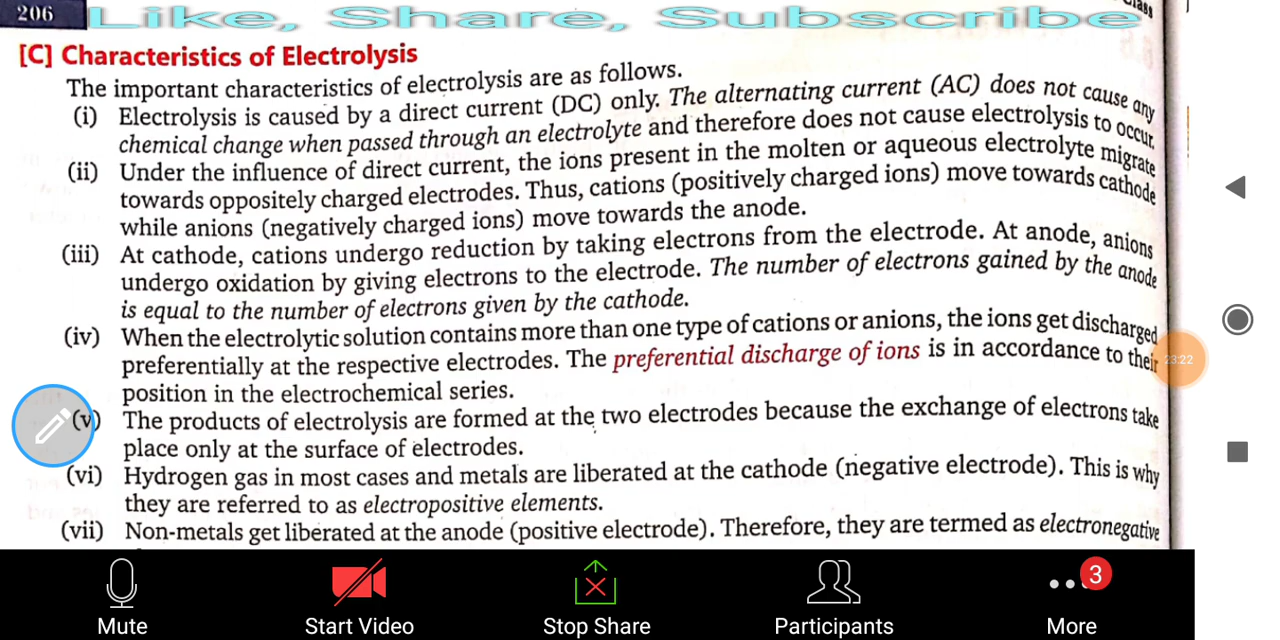 206
Like, Share, Subscribe
Class
[C] Characteristics of Electrolysis
The important characteristics of electrolysis are as follows.
(i) Electrolysis is caused by a direct current (DC) only. The alternating current (AC) does not cause any
chemical change when passed through an electrolyte and therefore does not cause electrolysis to occur.
(ii) Under the influence of direct current, the ions present in the molten or aqueous electrolyte migrate
towards oppositely charged electrodes. Thus, cations (positively charged ions) move towards cathode
while anions (negatively charged ions) move towards the anode.
(iii) At cathode, cations undergo reduction by taking electrons from the electrode. At anode, anions
undergo oxidation by giving electrons to the electrode. The number of electrons gained by the anode
is equal to the number of electrons given by the cathode.
(iv) When the electrolytic solution contains more than one type of cations or anions, the ions get discharged
preferentially at the respective electrodes. The preferential discharge of ions is in accordance to their
23:22
position in the electrochemical series.
(v) The products of electrolysis are formed at the two electrodes because the exchange of electrons take
place only at the surface of electrodes.
(vi) Hydrogen gas in most cases and metals are liberated at the cathode (negative electrode). This is why
they are referred to as electropositive elements.
(vii) Non-metals get liberated at the anode (positive electrode). Therefore, they are termed as electronegative
3
Mute Start Video Stop Share Participants More